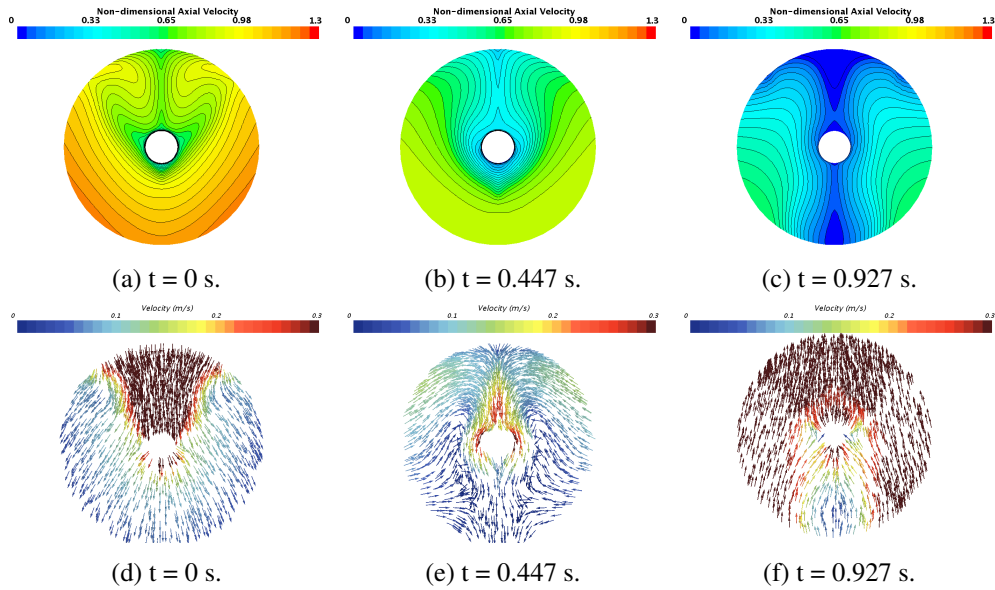 Non-dimensional Axial Velocity
0 0.33 0.65 0.98 1.3
Non-dimensional Axial Velocity
0 0.33 0.65 0.98 1.3
Non-dimensional Axial Velocity
0 0.33 0.65 0.98 1.3
(a) t = 0 s.
(b) t = 0.447 s.
(c) t = 0.927 s.
Velocity (m/s)
0 0.1 0.2 0.3
Velocity (m/s)
0 0.1 0.2 0.3
Velocity (m/s)
0 0.1 0.2 0.3
(d) t = 0 s.
(e) t = 0.447 s.
(f) t = 0.927 s.